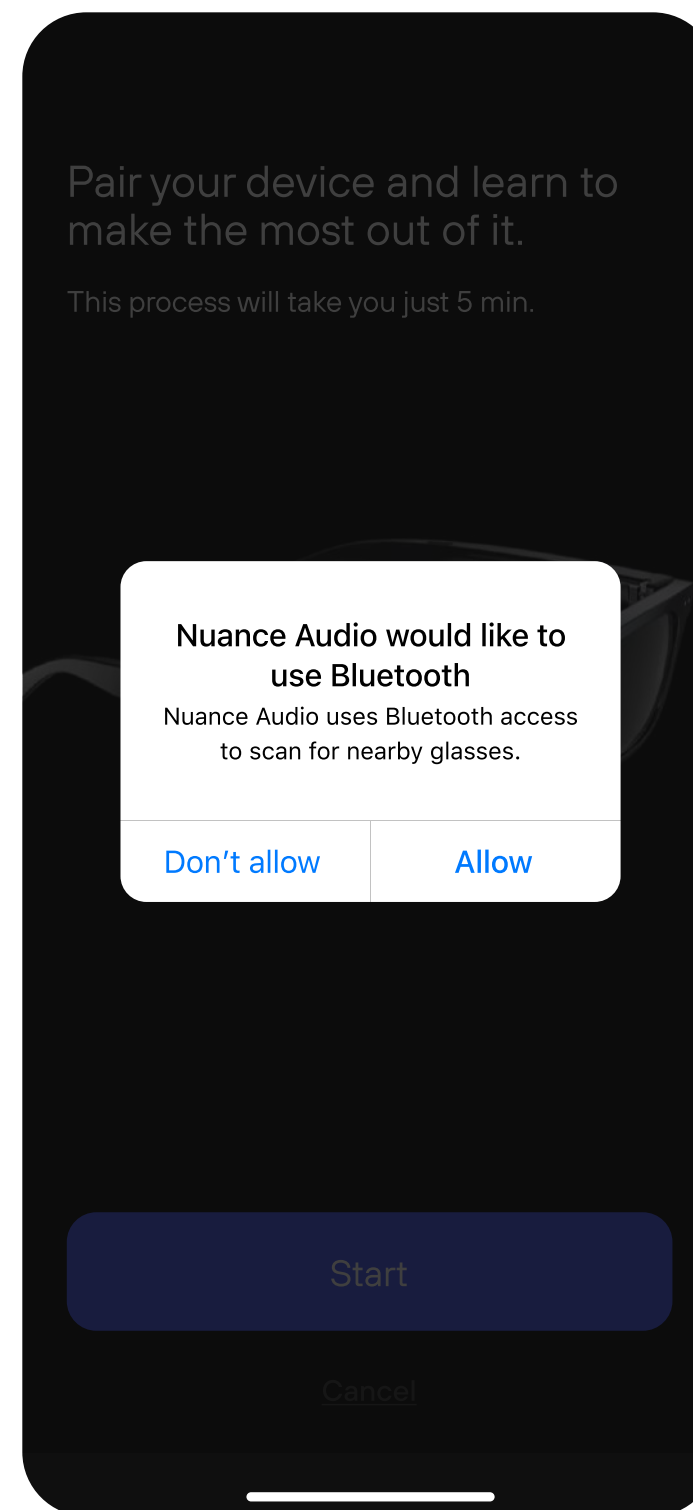 Pair your device and learn to
make the most out of it.
This process will take you just 5 min.
Nuance Audio would like to
use Bluetooth
Nuance Audio uses Bluetooth access
to scan for nearby glasses.
Don’t allow
Allow
Start
Cancel